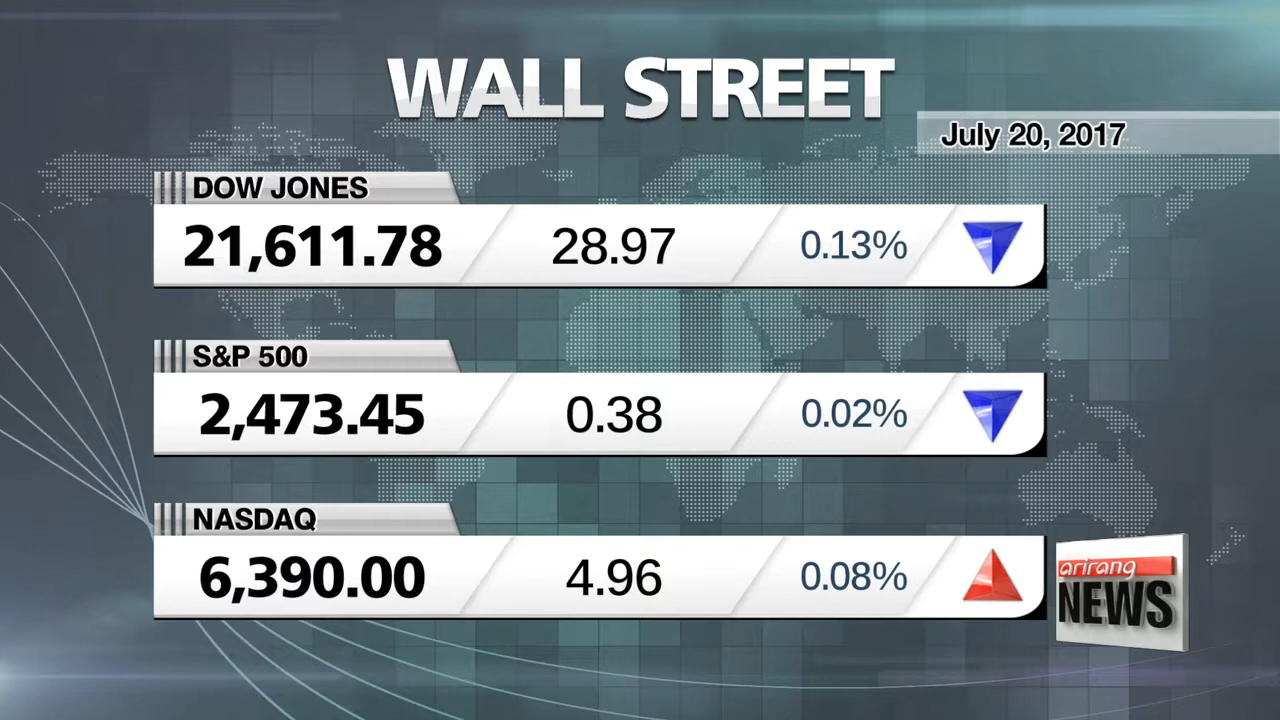 WALL STREET
July 20, 2017
DOW JONES
21,611.78 28.97 0.13%
S&P 500
2,473.45 0.38 0.02%
NASDAQ
6,390.00 4.96 0.08%
arirang
NEWS